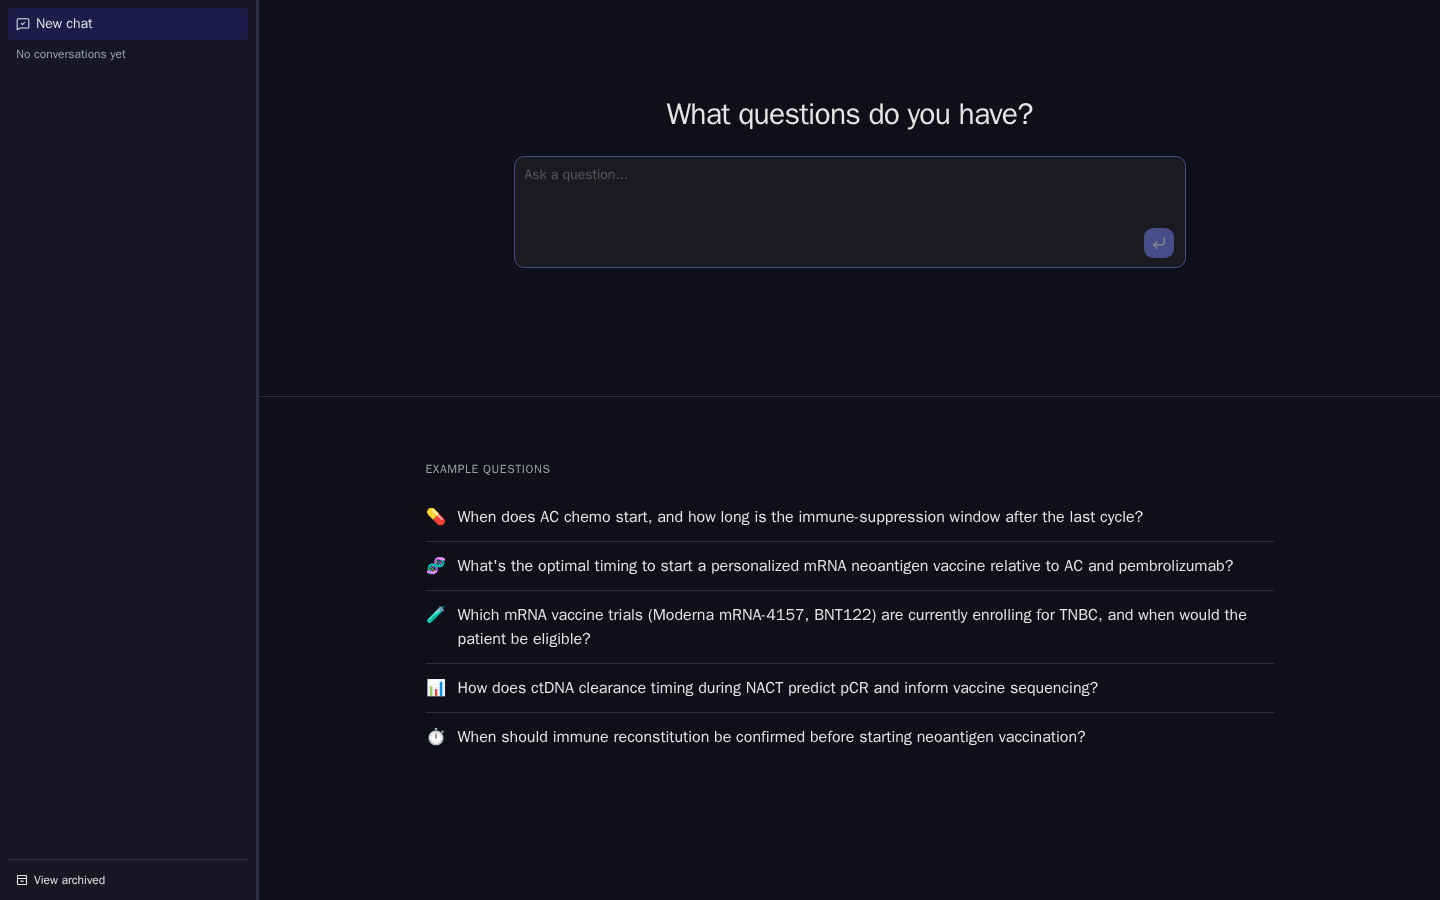 New chat
No conversations yet
What questions do you have?
Ask a question...
EXAMPLE QUESTIONS
When does AC chemo start, and how long is the immune-suppression window after the last cycle?
What's the optimal timing to start a personalized mRNA neoantigen vaccine relative to AC and pembrolizumab?
Which mRNA vaccine trials (Moderna mRNA-4157, BNT122) are currently enrolling for TNBC, and when would the
patient be eligible?
How does ctDNA clearance timing during NACT predict pCR and inform vaccine sequencing?
When should immune reconstitution be confirmed before starting neoantigen vaccination?
View archived